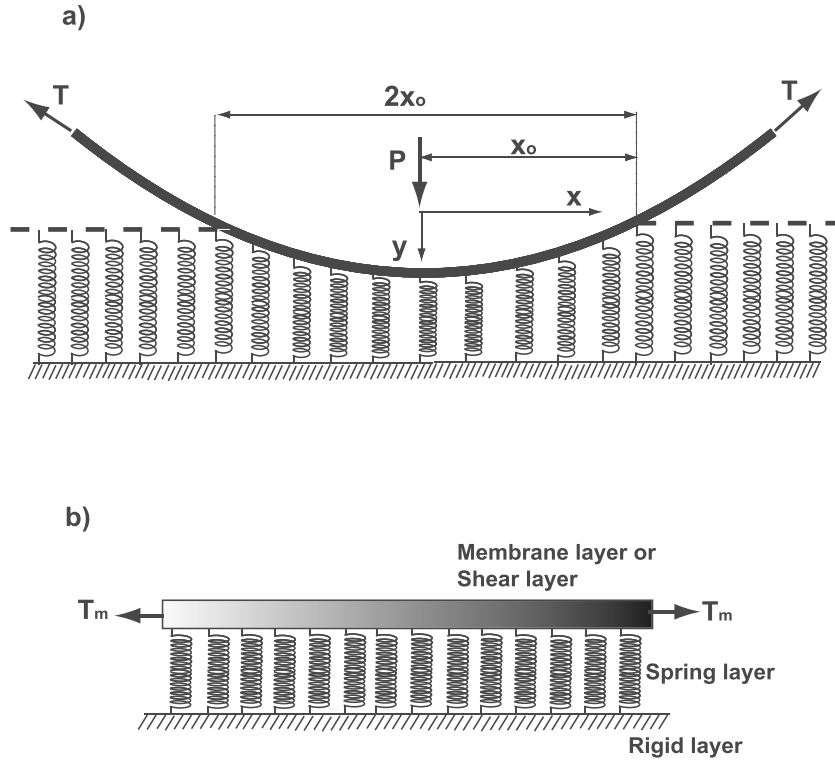 a)
T
T
2xo
P
xo
x
y
b)
Membrane layer or
Shear layer
Tm
Tm
Spring layer
Rigid layer